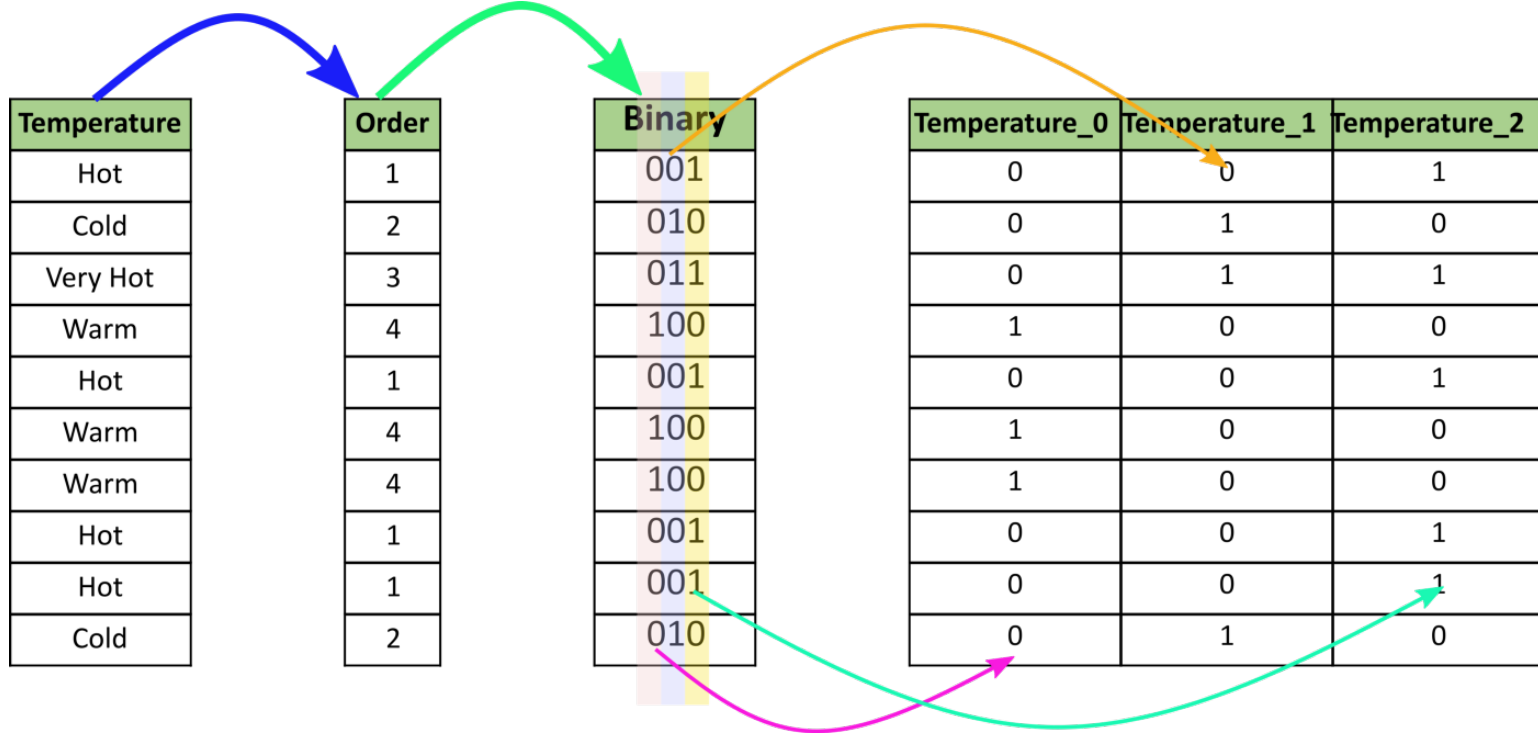 Temperature Order Binary Temperature_0 Temperature_1 Temperature_2
Hot 1 001 0 0 1
Cold 2 010 0 1 0
Very Hot 3 011 0 1 1
Warm 4 100 1 0 0
Hot 1 001 0 0 1
Warm 4 100 1 0 0
Warm 4 100 1 0 0
Hot 1 001 0 0 1
Hot 1 001 0 0 1
Cold 2 010 0 1 0